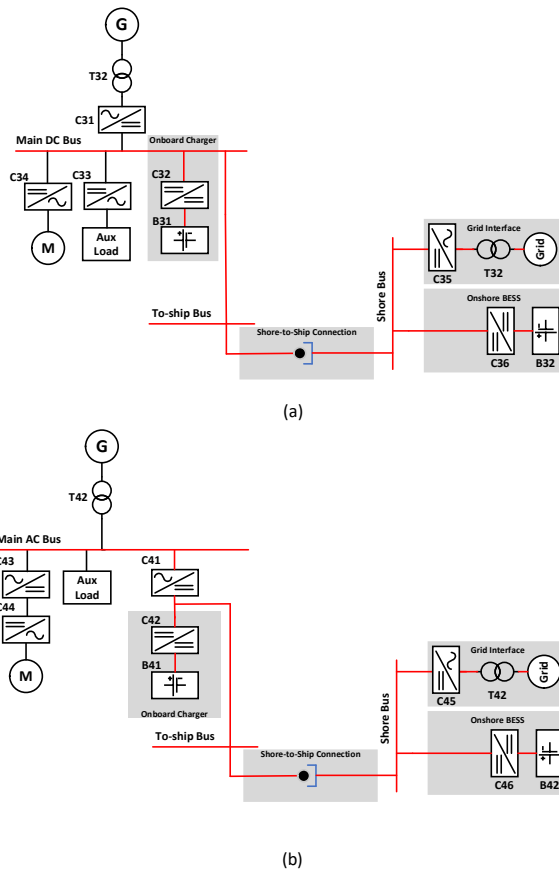 G
T32
C31
Main DC Bus
Onboard Charger
C34
C33
C32
B31
M
Aux
Load
Grid Interface
Grid
C35
T32
Shore Bus
To-ship Bus
Shore-to-Ship Connection
Onshore BESS
C36
B32
(a)
G
T42
Main AC Bus
C43
C41
Aux
Load
C44
C42
B41
M
Onboard Charger
Grid Interface
Grid
C45
T42
Shore Bus
To-ship Bus
Shore-to-Ship Connection
Onshore BESS
C46
B42
(b)